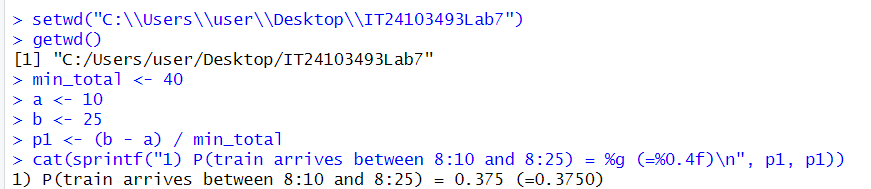 > setwd("C:\\Users\\user\\Desktop\\IT24103493Lab7")
> getwd()
[1] "C:/Users/user/Desktop/IT24103493Lab7"
> min_total <- 40
> a <- 10
> b <- 25
> p1 <- (b - a) / min_total
> cat(sprintf("1) P(train arrives between 8:10 and 8:25) = %g (=%0.4f)\n", p1, p1))
1) P(train arrives between 8:10 and 8:25) = 0.375 (=0.3750)